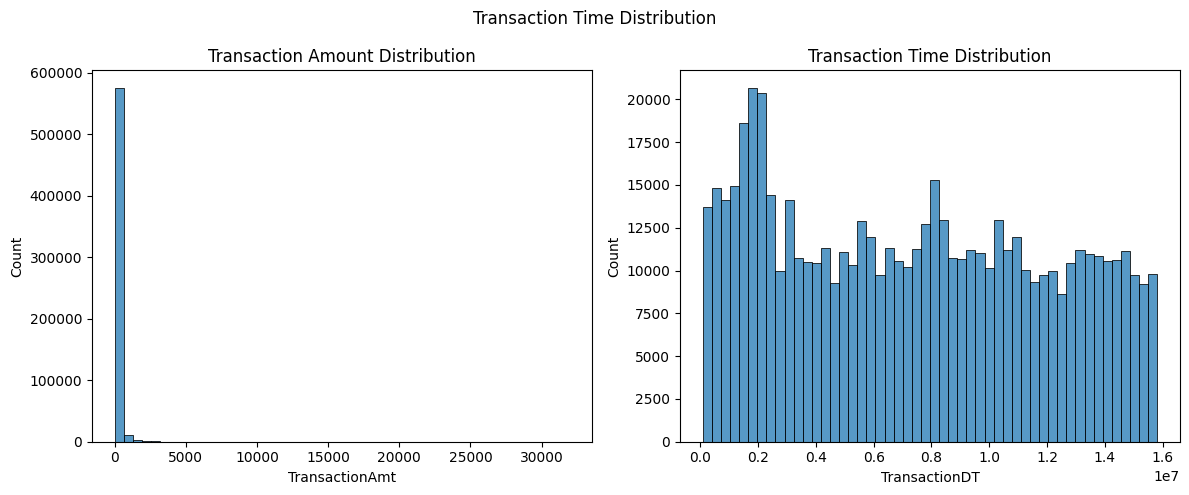 Transaction Time Distribution
Transaction Amount Distribution
600000
500000
400000
300000
200000
100000
0
Count
0 5000 10000 15000 20000 25000 30000
TransactionAmt
Transaction Time Distribution
20000
17500
15000
12500
10000
7500
5000
2500
0
Count
0.0 0.2 0.4 0.6 0.8 1.0 1.2 1.4 1.6
1e7
TransactionDT